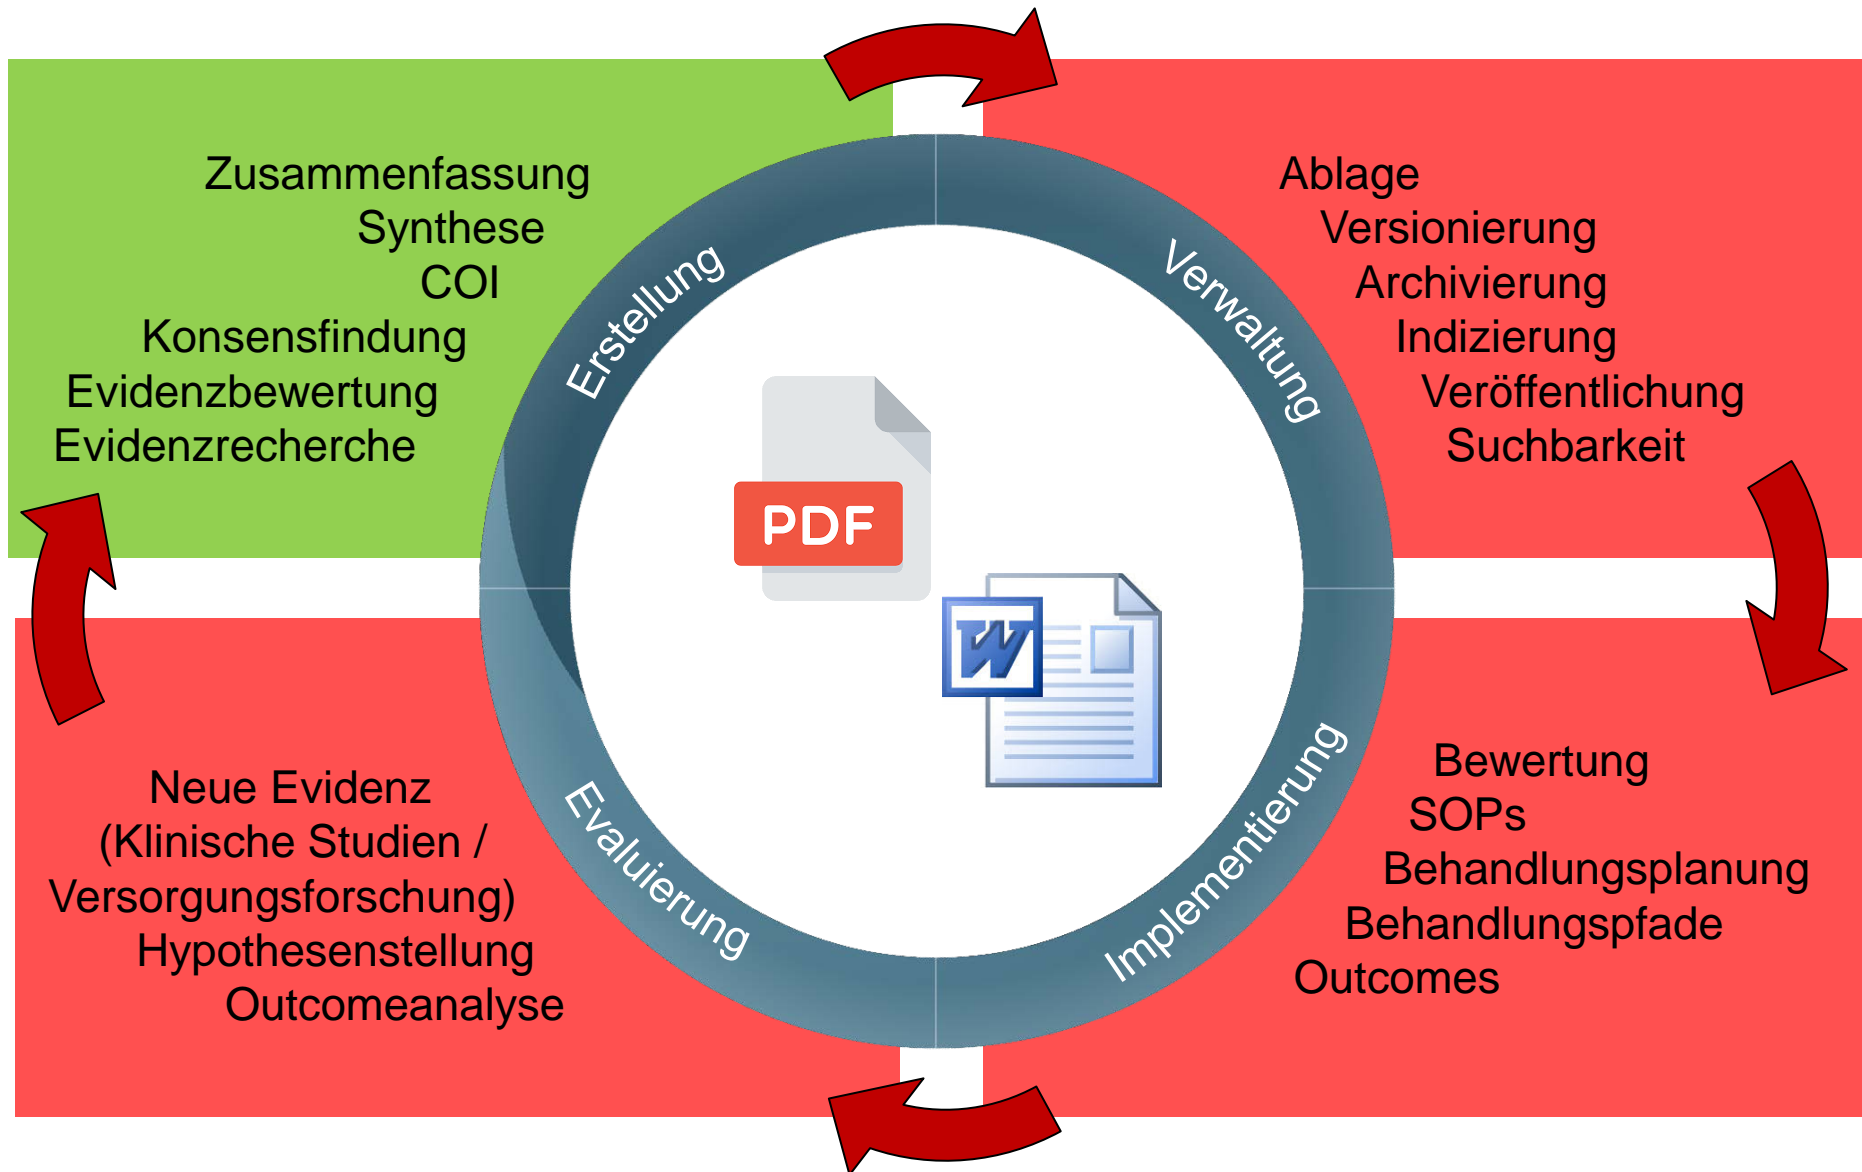 Zusammenfassung
Synthese
COI
Konsensfindung
Evidenzbewertung
Evidenzrecherche
Erstellung
Ablage
Versionierung
Archivierung
Indizierung
Veröffentlichung
Suchbarkeit
Verwaltung
PDF
W
Neue Evidenz
(Klinische Studien /
Versorgungsforschung)
Hypothesenstellung
Outcomeanalyse
Evaluierung
Implementierung
Bewertung
SOPs
Behandlungsplanung
Behandlungspfade
Outcomes